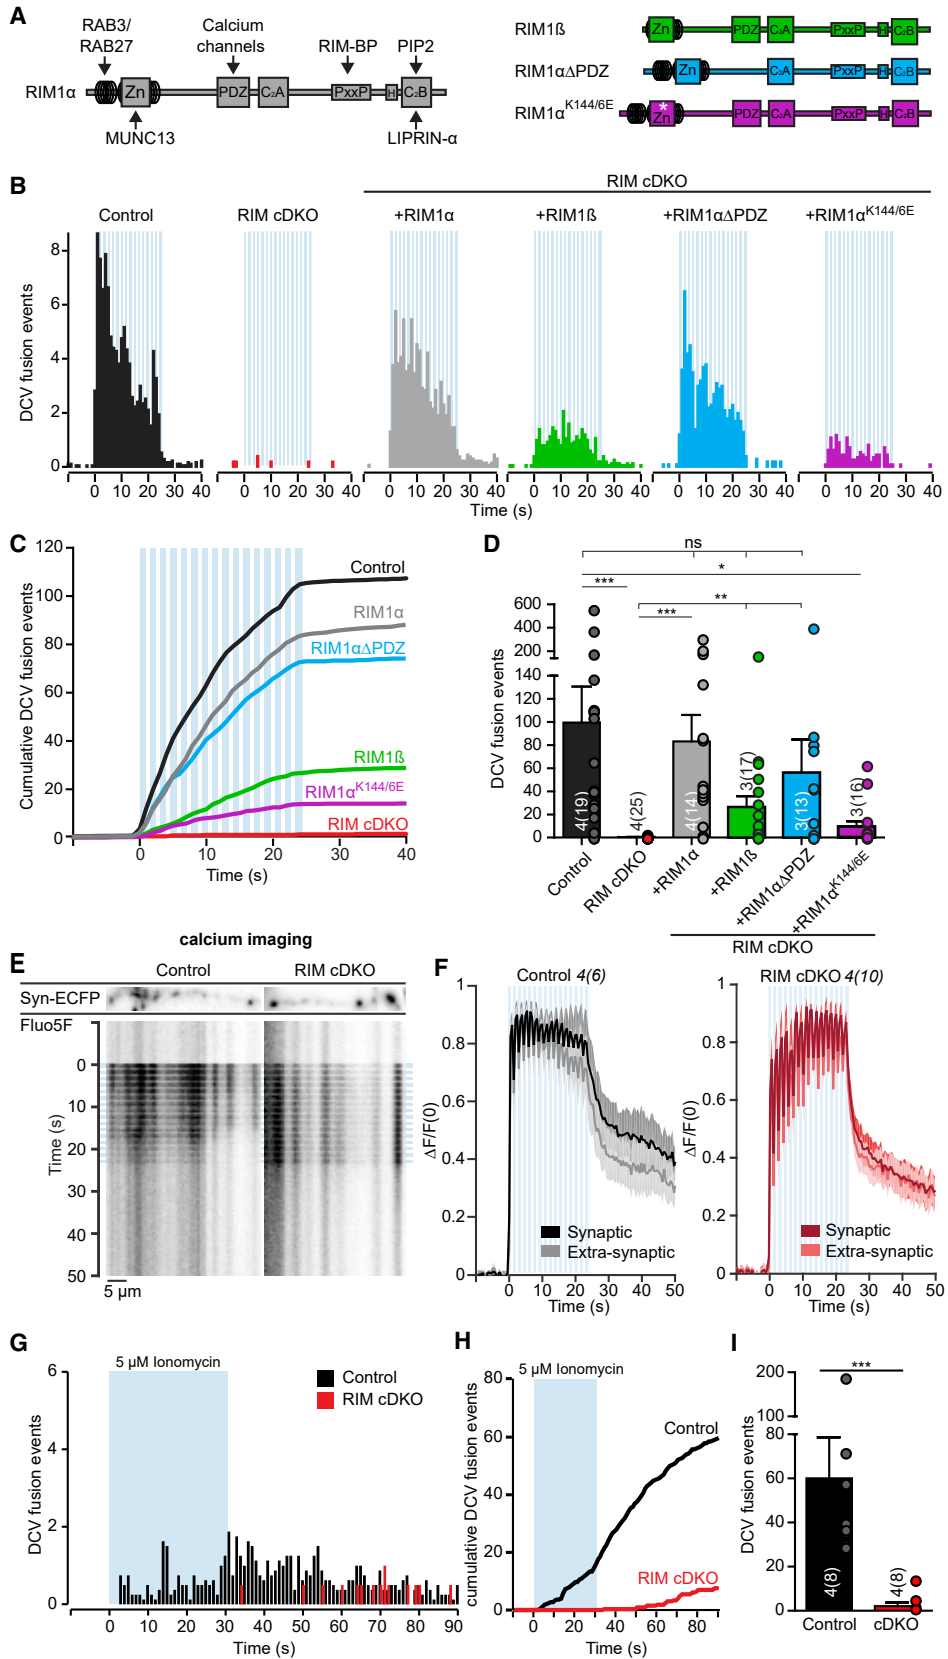 A
RAB3/
RAB27
Calcium
channels
RIM-BP
PIP2
RIM1α
Zn
PDZ
C₂A
PxxP
H
C₂B
MUNC13
LIPRIN-α
RIM1ß
Zn
PDZ
C₂A
PxxP
H
C₂B
RIM1αΔPDZ
Zn
C₂A
PxxP
H
C₂B
RIM1α^K144/6E
*
Zn
PDZ
C₂A
PxxP
H
C₂B
B
RIM cDKO
Control
RIM cDKO
+RIM1α
+RIM1ß
+RIM1αΔPDZ
+RIM1α^K144/6E
DCV fusion events
8
6
4
2
0
0 10 20 30 40
0 10 20 30 40
0 10 20 30 40
0 10 20 30 40
0 10 20 30 40
0 10 20 30 40
Time (s)
C
Cumulative DCV fusion events
120
100
80
60
40
20
0
Control
RIM1α
RIM1αΔPDZ
RIM1ß
RIM1α^K144/6E
RIM cDKO
0 10 20 30 40
Time (s)
D
ns
*
***
**
***
DCV fusion events
600
400
200
140
120
100
80
60
40
20
0
4(19)
4(25)
4(14)
3(17)
3(13)
3(16)
Control
RIM cDKO
+RIM1α
+RIM1ß
+RIM1αΔPDZ
+RIM1α^K144/6E
RIM cDKO
calcium imaging
E
Control
RIM cDKO
Syn-ECFP
Fluo5F
Time (s)
0
10
20
30
40
50
5 µm
F
Control 4(6)
ΔF/F(0)
1
0.8
0.6
0.4
0.2
0
Synaptic
Extra-synaptic
0 10 20 30 40 50
Time (s)
RIM cDKO 4(10)
ΔF/F(0)
1
0.8
0.6
0.4
0.2
0
Synaptic
Extra-synaptic
0 10 20 30 40 50
Time (s)
G
5 µM Ionomycin
Control
RIM cDKO
DCV fusion events
6
4
2
0
-10 0 10 20 30 40 50 60 70 80 90
Time (s)
H
5 µM Ionomycin
cumulative DCV fusion events
80
60
40
20
0
Control
RIM cDKO
0 20 40 60 80
Time (s)
I
***
DCV fusion events
200
100
80
60
40
20
0
4(8)
4(8)
Control
cDKO